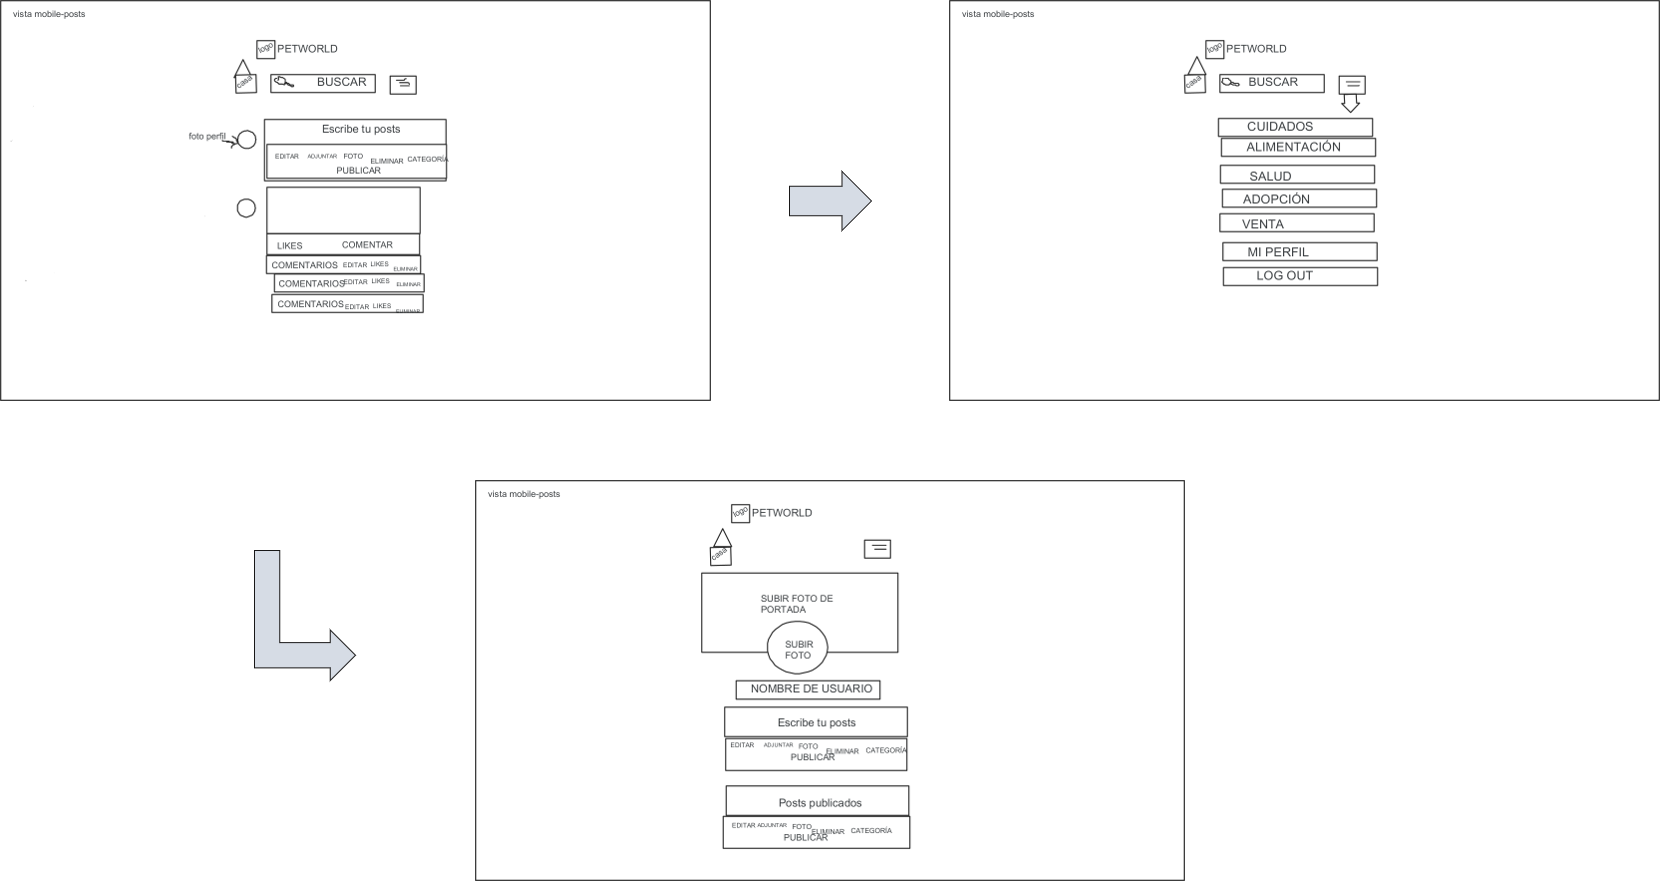 vista mobile-posts
logo PETWORLD
casa
BUSCAR
foto perfil
Escribe tu posts
EDITAR ADJUNTAR FOTO ELIMINAR CATEGORÍA
PUBLICAR
LIKES COMENTAR
COMENTARIOS EDITAR LIKES ELIMINAR
COMENTARIOS EDITAR LIKES ELIMINAR
COMENTARIOS EDITAR LIKES ELIMINAR
vista mobile-posts
logo PETWORLD
casa
BUSCAR
CUIDADOS
ALIMENTACIÓN
SALUD
ADOPCIÓN
VENTA
MI PERFIL
LOG OUT
vista mobile-posts
logo PETWORLD
casa
SUBIR FOTO DE
PORTADA
SUBIR
FOTO
NOMBRE DE USUARIO
Escribe tu posts
EDITAR ADJUNTAR FOTO ELIMINAR CATEGORÍA
PUBLICAR
Posts publicados
EDITAR ADJUNTAR FOTO ELIMINAR CATEGORÍA
PUBLICAR